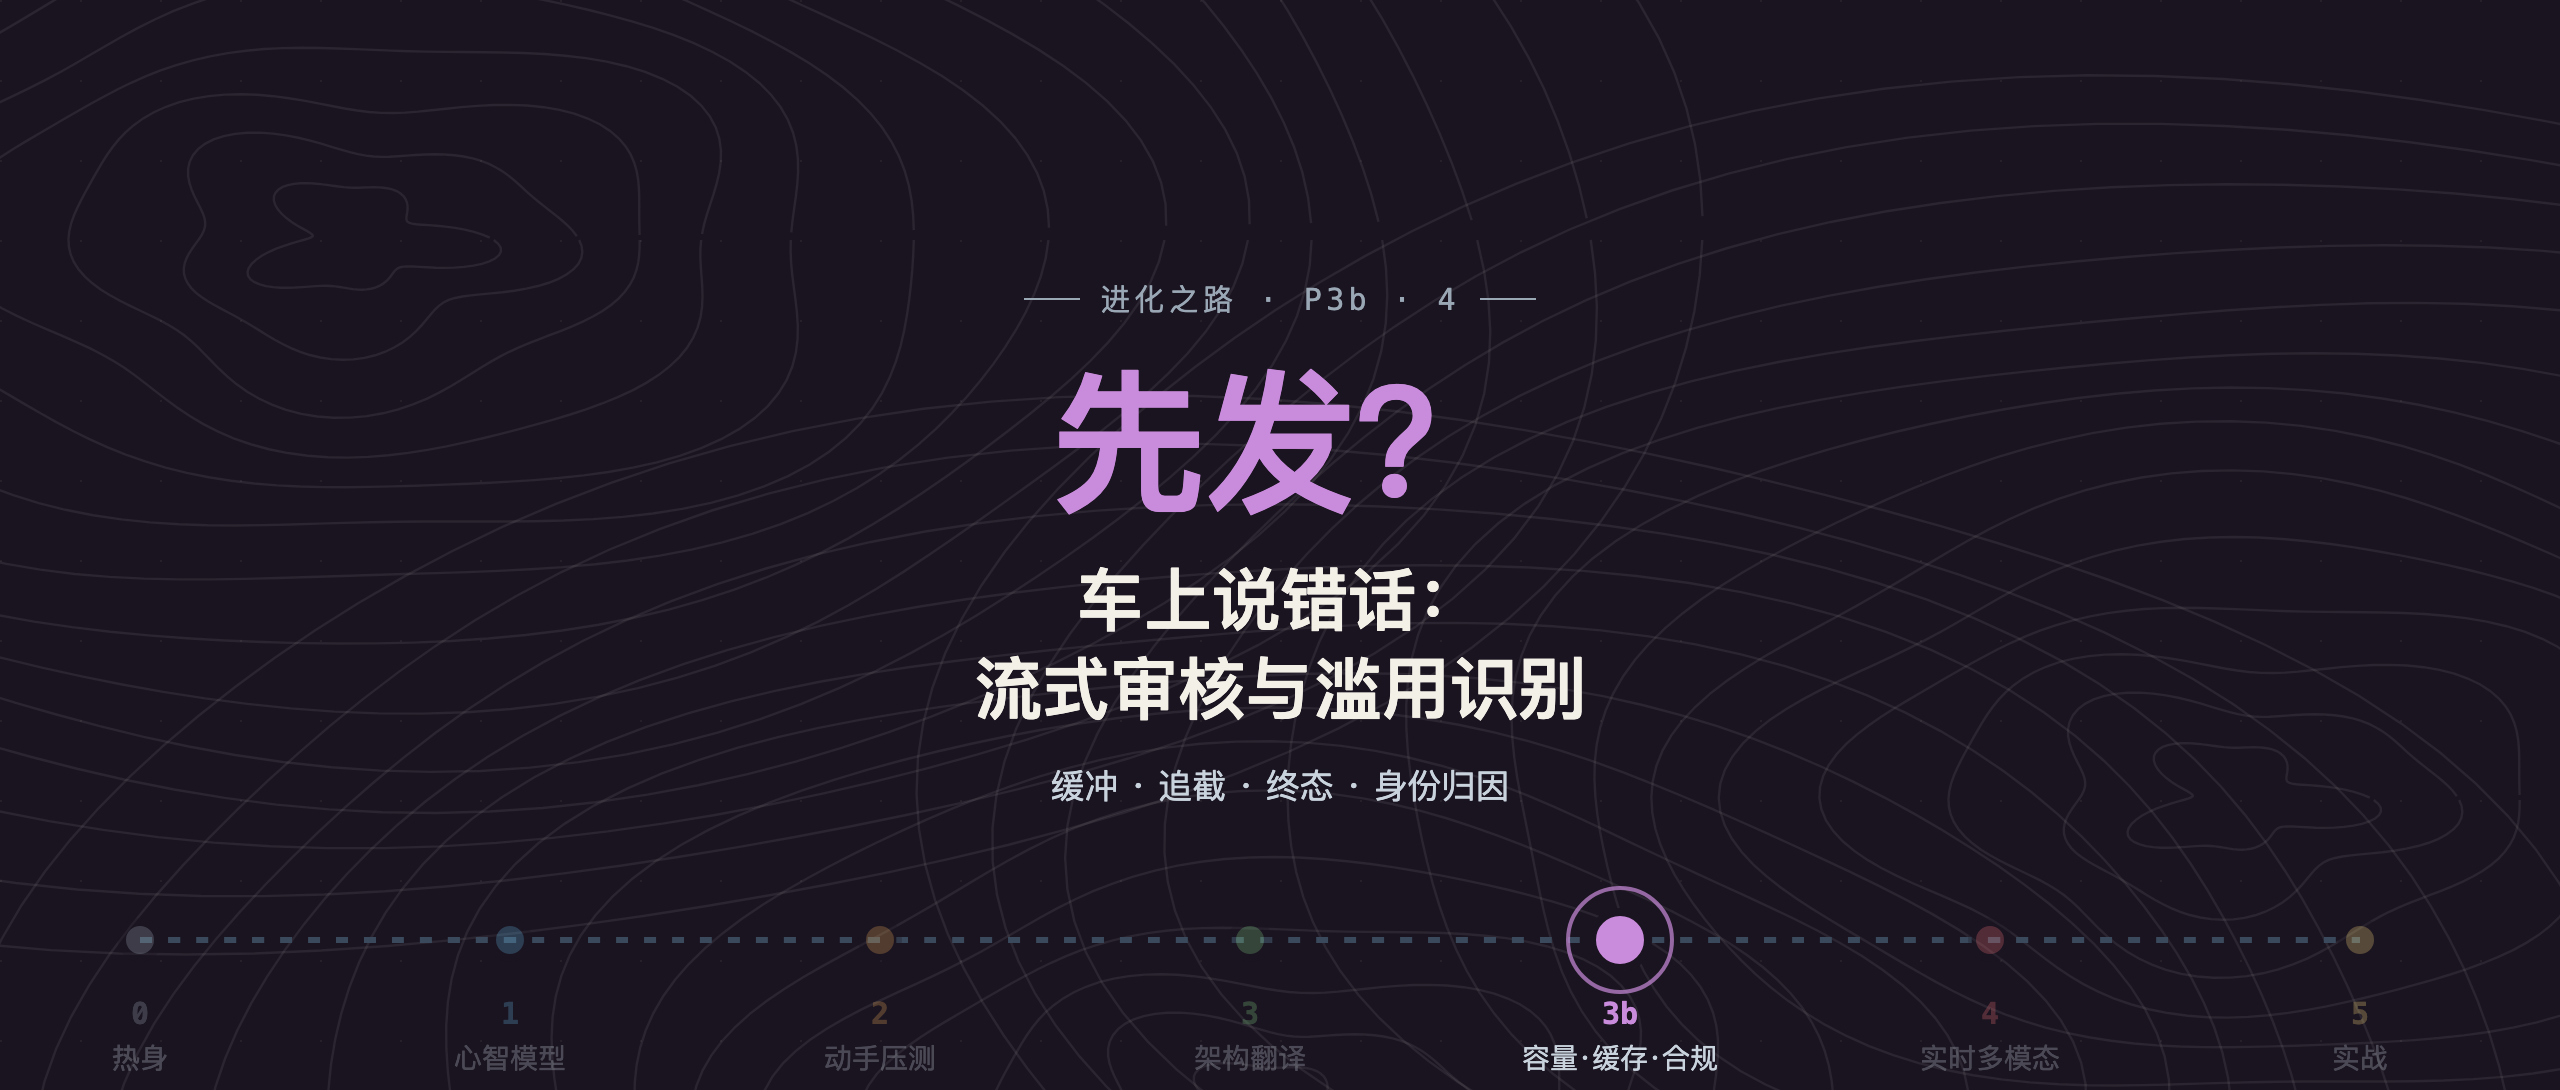 进化之路 · P3b · 4
先发?
车上说错话:
流式审核与滥用识别
缓冲 · 追截 · 终态 · 身份归因
0 1 2 3 3b 4 5
热身 心智模型 动手压测 架构翻译 容量·缓存·合规 实时多模态 实战